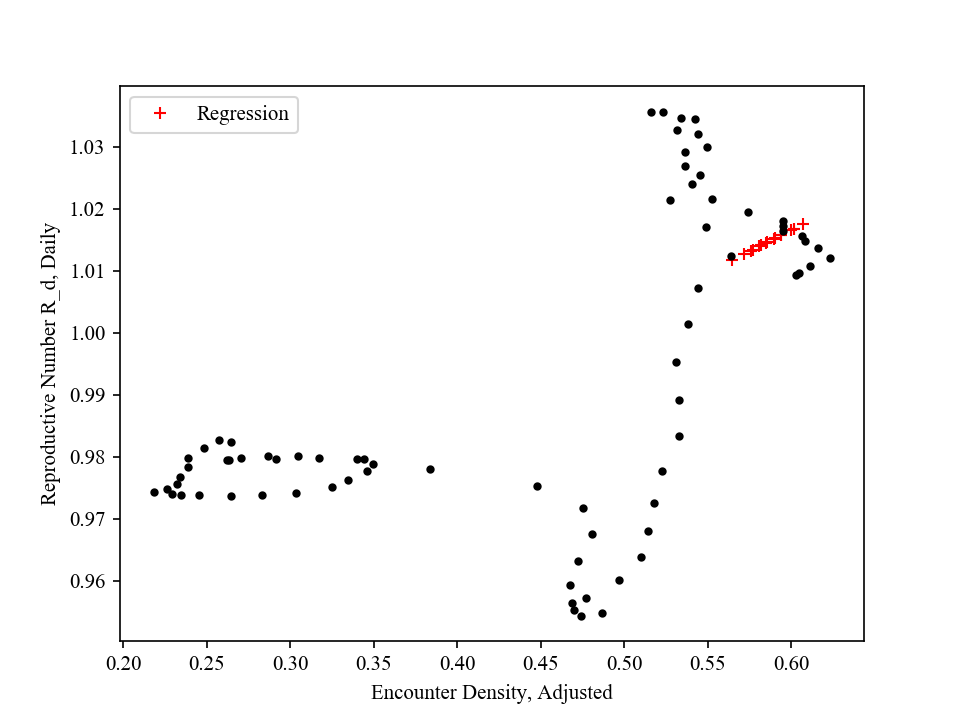 Regression
1.03
1.02
1.01
1.00
0.99
0.98
0.97
0.96
Reproductive Number R_d, Daily
0.20 0.25 0.30 0.35 0.40 0.45 0.50 0.55 0.60
Encounter Density, Adjusted